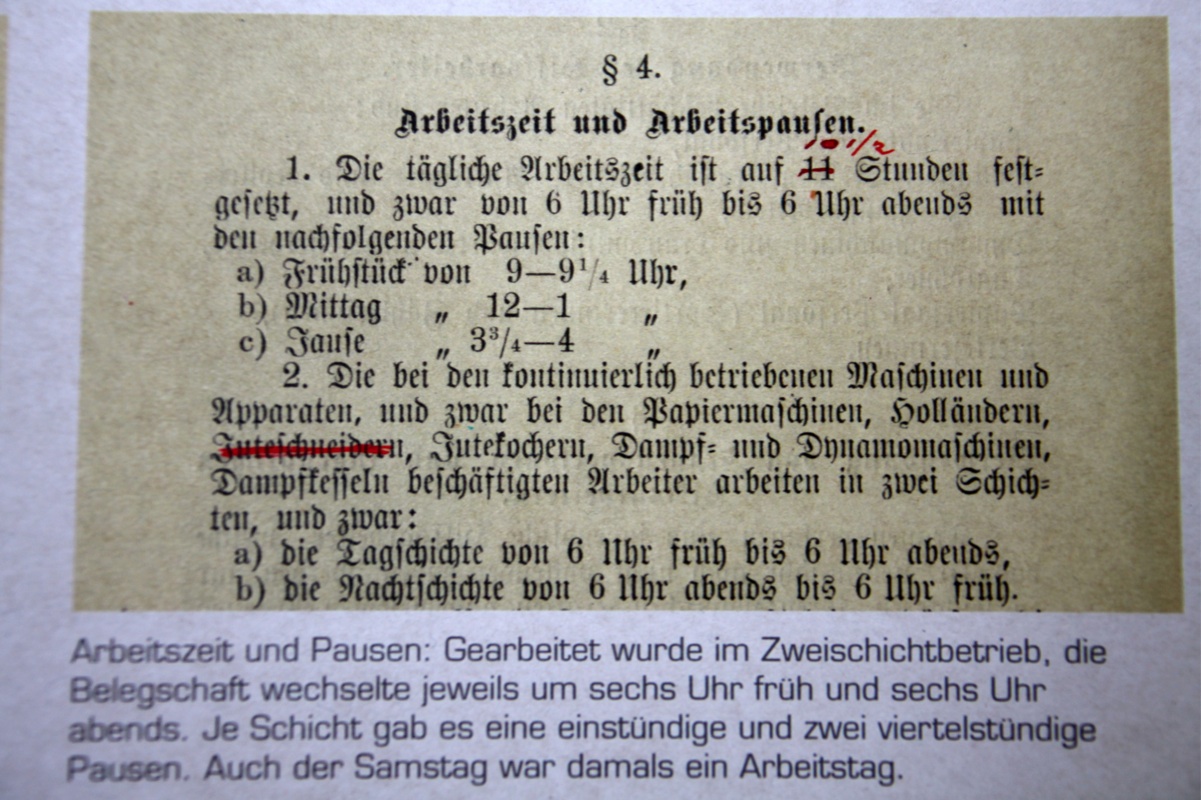 § 4.
Arbeitszeit und Arbeitspausen.
10 1/2
1. Die tägliche Arbeitszeit ist auf 11 Stunden fest=
gesetzt, und zwar von 6 Uhr früh bis 6 Uhr abends mit
den nachfolgenden Pausen:
a) Frühstück von 9—9¹/₄ Uhr,
b) Mittag „ 12—1 „
c) Jause „ 3³/₄—4 „
2. Die bei den kontinuierlich betriebenen Maschinen und
Apparaten, und zwar bei den Papiermaschinen, Holländern,
Juteschneidern, Jutekochern, Dampf= und Dynamomaschinen,
Dampfkesseln beschäftigten Arbeiter arbeiten in zwei Schich=
ten, und zwar:
a) die Tagschichte von 6 Uhr früh bis 6 Uhr abends,
b) die Nachtschichte von 6 Uhr abends bis 6 Uhr früh.
Arbeitszeit und Pausen: Gearbeitet wurde im Zweischichtbetrieb, die
Belegschaft wechselte jeweils um sechs Uhr früh und sechs Uhr
abends. Je Schicht gab es eine einstündige und zwei viertelstündige
Pausen. Auch der Samstag war damals ein Arbeitstag.